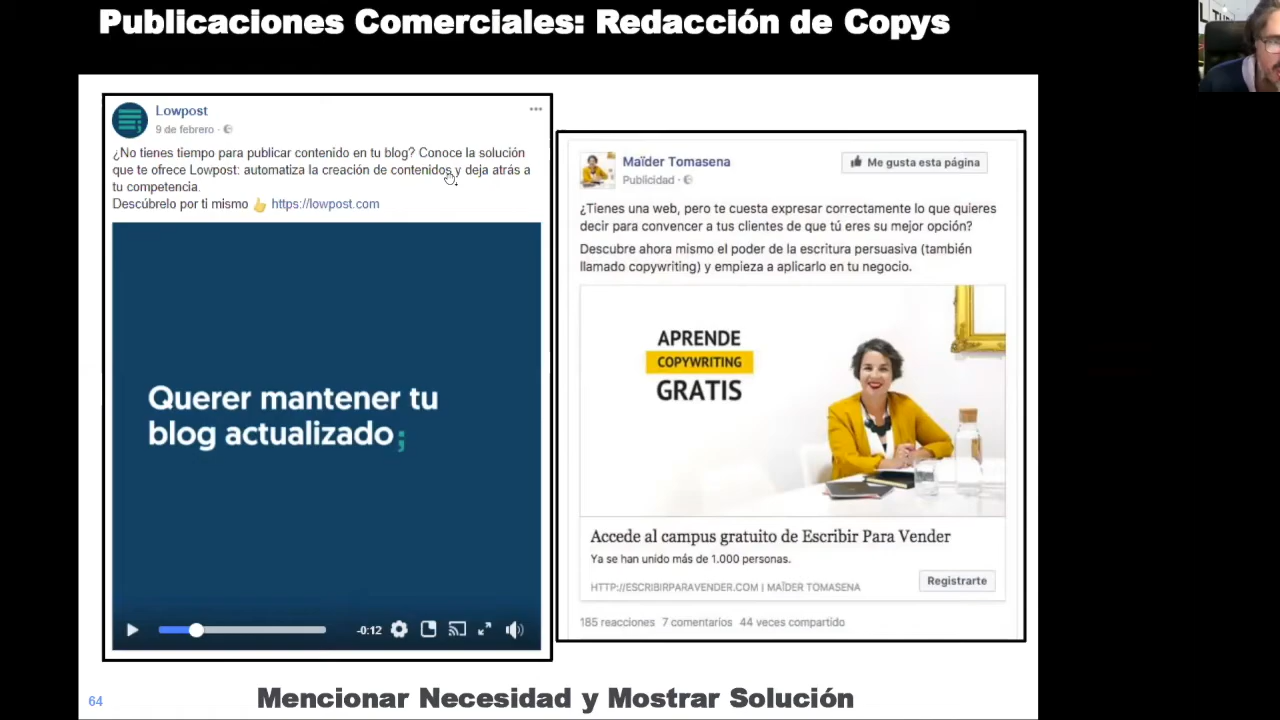 Publicaciones Comerciales: Redacción de Copys
Lowpost
9 de febrero
¿No tienes tiempo para publicar contenido en tu blog? Conoce la solución
que te ofrece Lowpost: automatiza la creación de contenidos y deja atrás a
tu competencia.
Descúbrelo por ti mismo 👉 https://lowpost.com
Querer mantener tu
blog actualizado;
-0:12
Maïder Tomasena
Me gusta esta página
Publicidad
¿Tienes una web, pero te cuesta expresar correctamente lo que quieres
decir para convencer a tus clientes de que tú eres su mejor opción?
Descubre ahora mismo el poder de la escritura persuasiva (también
llamado copywriting) y empieza a aplicarlo en tu negocio.
APRENDE
COPYWRITING
GRATIS
Accede al campus gratuito de Escribir Para Vender
Ya se han unido más de 1.000 personas.
HTTP://ESCRIBIRPARAVENDER.COM | MAÏDER TOMASENA
Registrarte
185 reacciones 7 comentarios 44 veces compartido
64
Mencionar Necesidad y Mostrar Solución